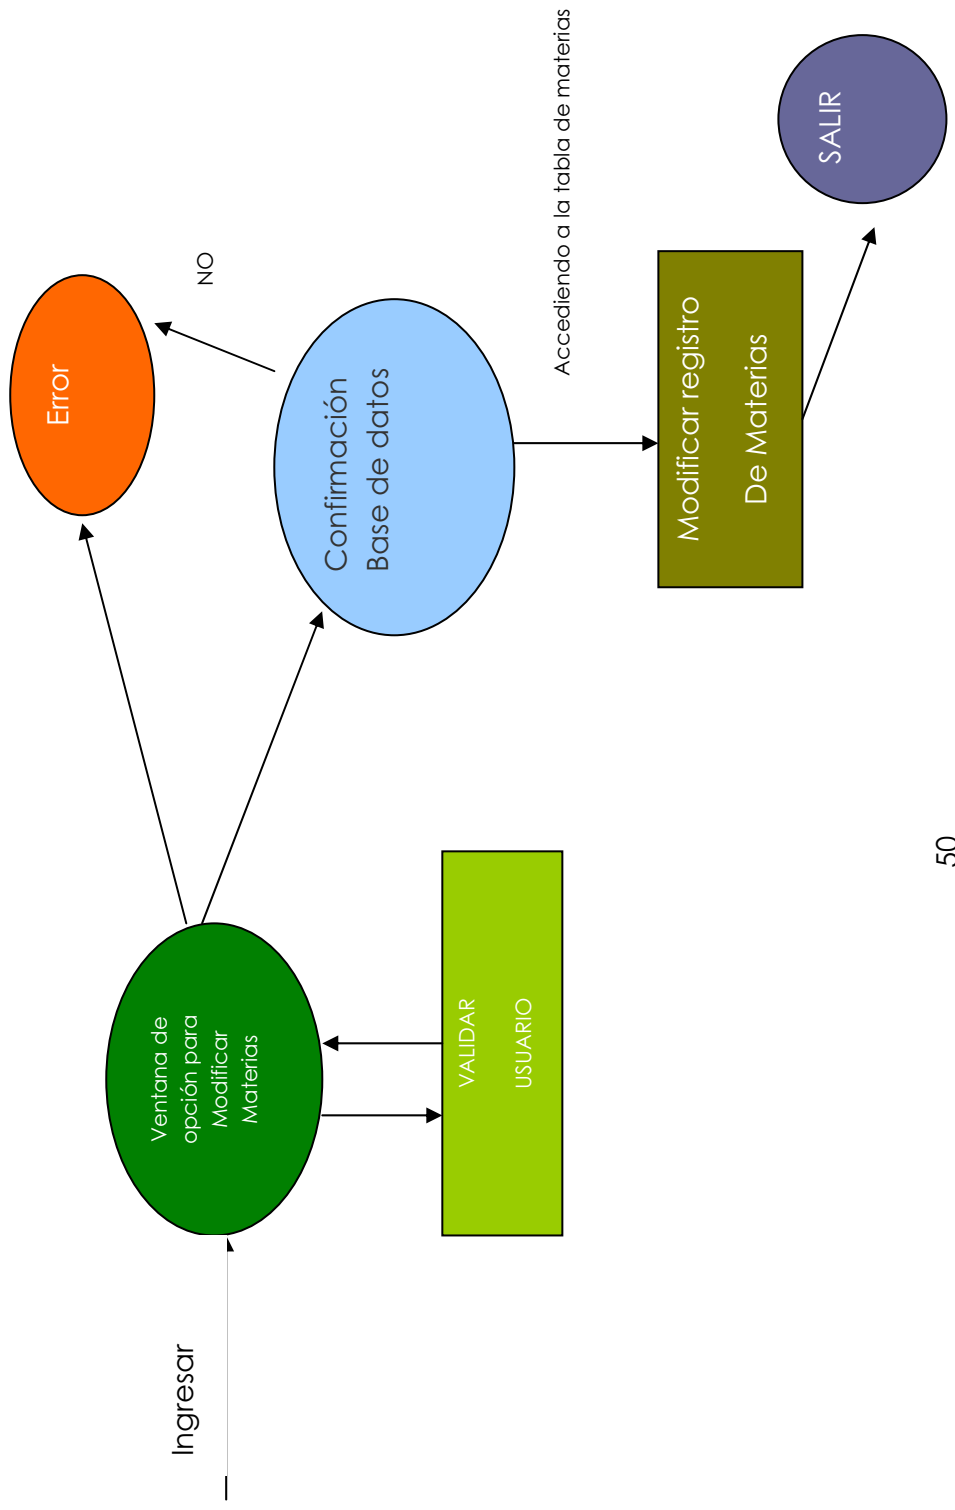 Ingresar
Ventana de
opción para
Modificar
Materias
VALIDAR
USUARIO
Error
NO
Confirmación
Base de datos
Accediendo a la tabla de materias
Modificar registro
De Materias
SALIR
50